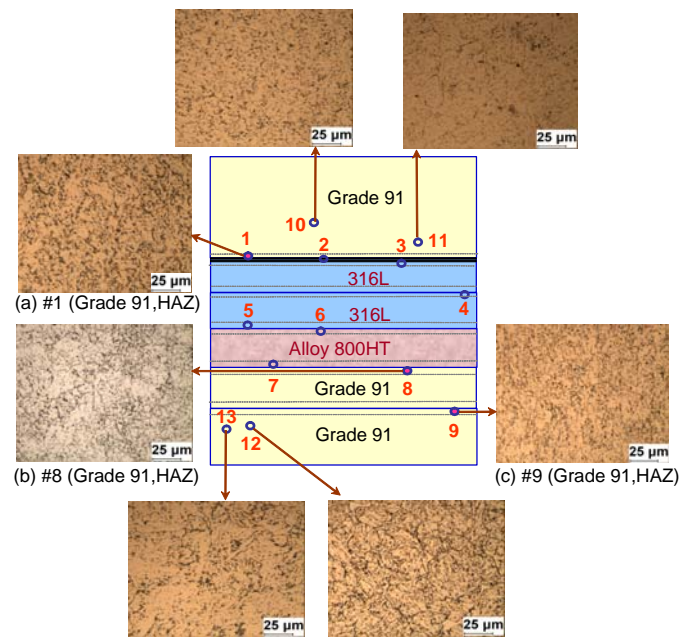 25 µm
25 µm
Grade 91
10
11
1
2
3
25 µm
316L
(a) #1 (Grade 91,HAZ)
4
5
6
316L
Alloy 800HT
7
8
Grade 91
25 µm
25 µm
13
12
Grade 91
9
(b) #8 (Grade 91,HAZ)
(c) #9 (Grade 91,HAZ)
25 µm
25 µm